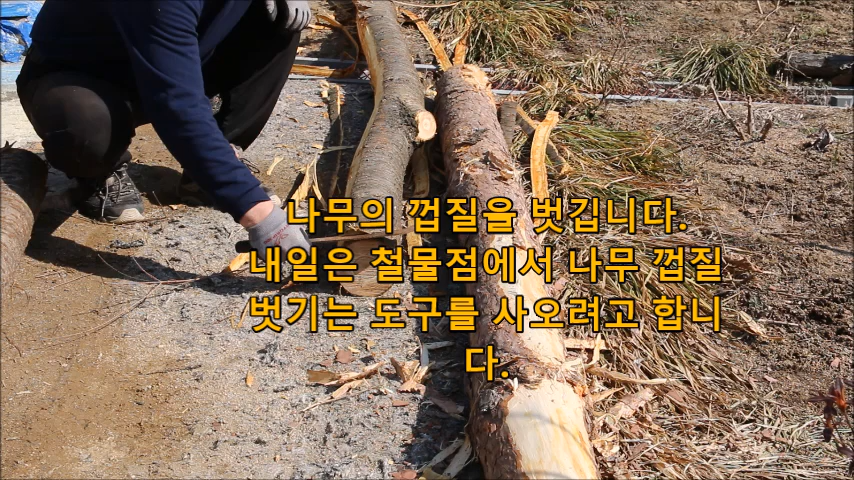 나무의 껍질을 벗깁니다.
내일은 철물점에서 나무 껍질
벗기는 도구를 사오려고 합니
다.